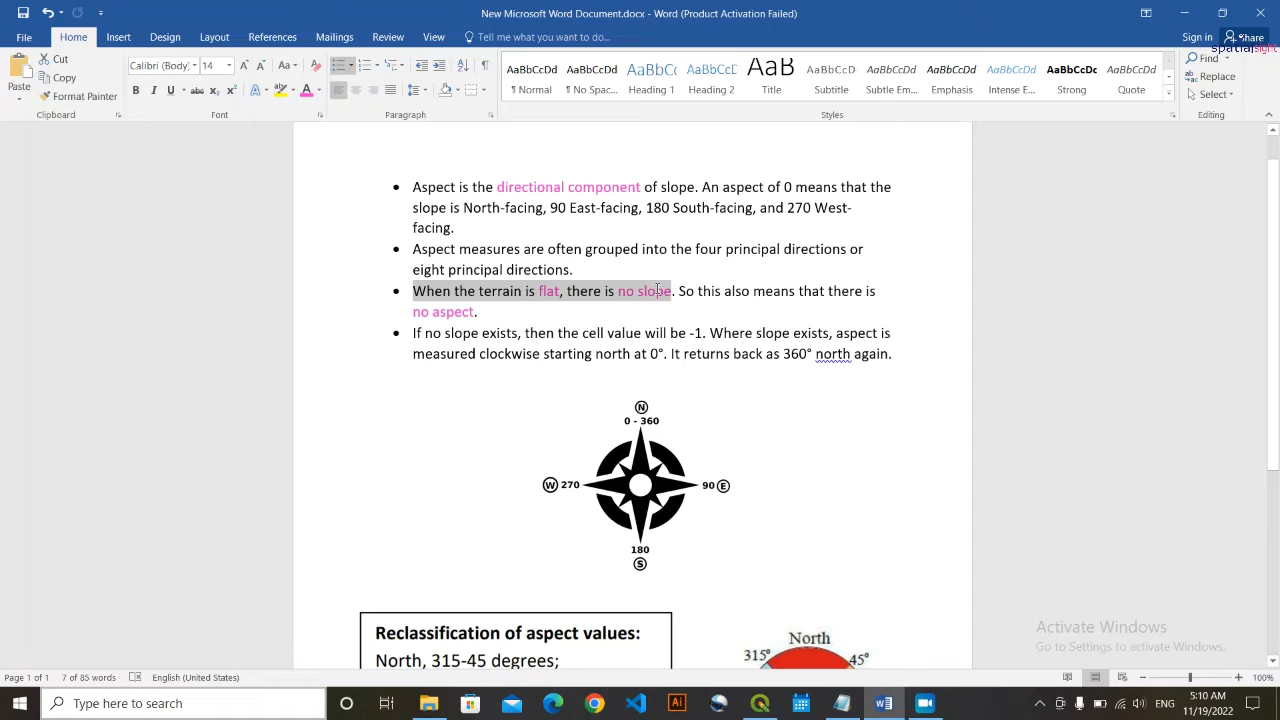 New Microsoft Word Document.docx - Word (Product Activation Failed)
File Home Insert Design Layout References Mailings Review View Tell me what you want to do... Sign in Share
spatialsight
Paste
Cut
Copy
Format Painter
Clipboard
Calibri (Body) 14
Font
Paragraph
AaBbCcDd AaBbCcDd AaBbCc AaBbCcD AaB AaBbCcD AaBbCcDd AaBbCcDd AaBbCcDd AaBbCcDc AaBbCcDd
¶ Normal ¶ No Spac... Heading 1 Heading 2 Title Subtitle Subtle Em... Emphasis Intense E... Strong Quote
Styles
Find
Replace
Select
Editing
• Aspect is the directional component of slope. An aspect of 0 means that the
slope is North-facing, 90 East-facing, 180 South-facing, and 270 West-
facing.
• Aspect measures are often grouped into the four principal directions or
eight principal directions.
• When the terrain is flat, there is no slope. So this also means that there is
no aspect.
• If no slope exists, then the cell value will be -1. Where slope exists, aspect is
measured clockwise starting north at 0°. It returns back as 360° north again.
N
0 - 360
W 270
90 E
180
S
Reclassification of aspect values:
North, 315-45 degrees;
North
315° 45°
Activate Windows
Go to Settings to activate Windows.
Page 1 of 1 7 of 85 words English (United States) 100%
Type here to search
5:10 AM
11/19/2022